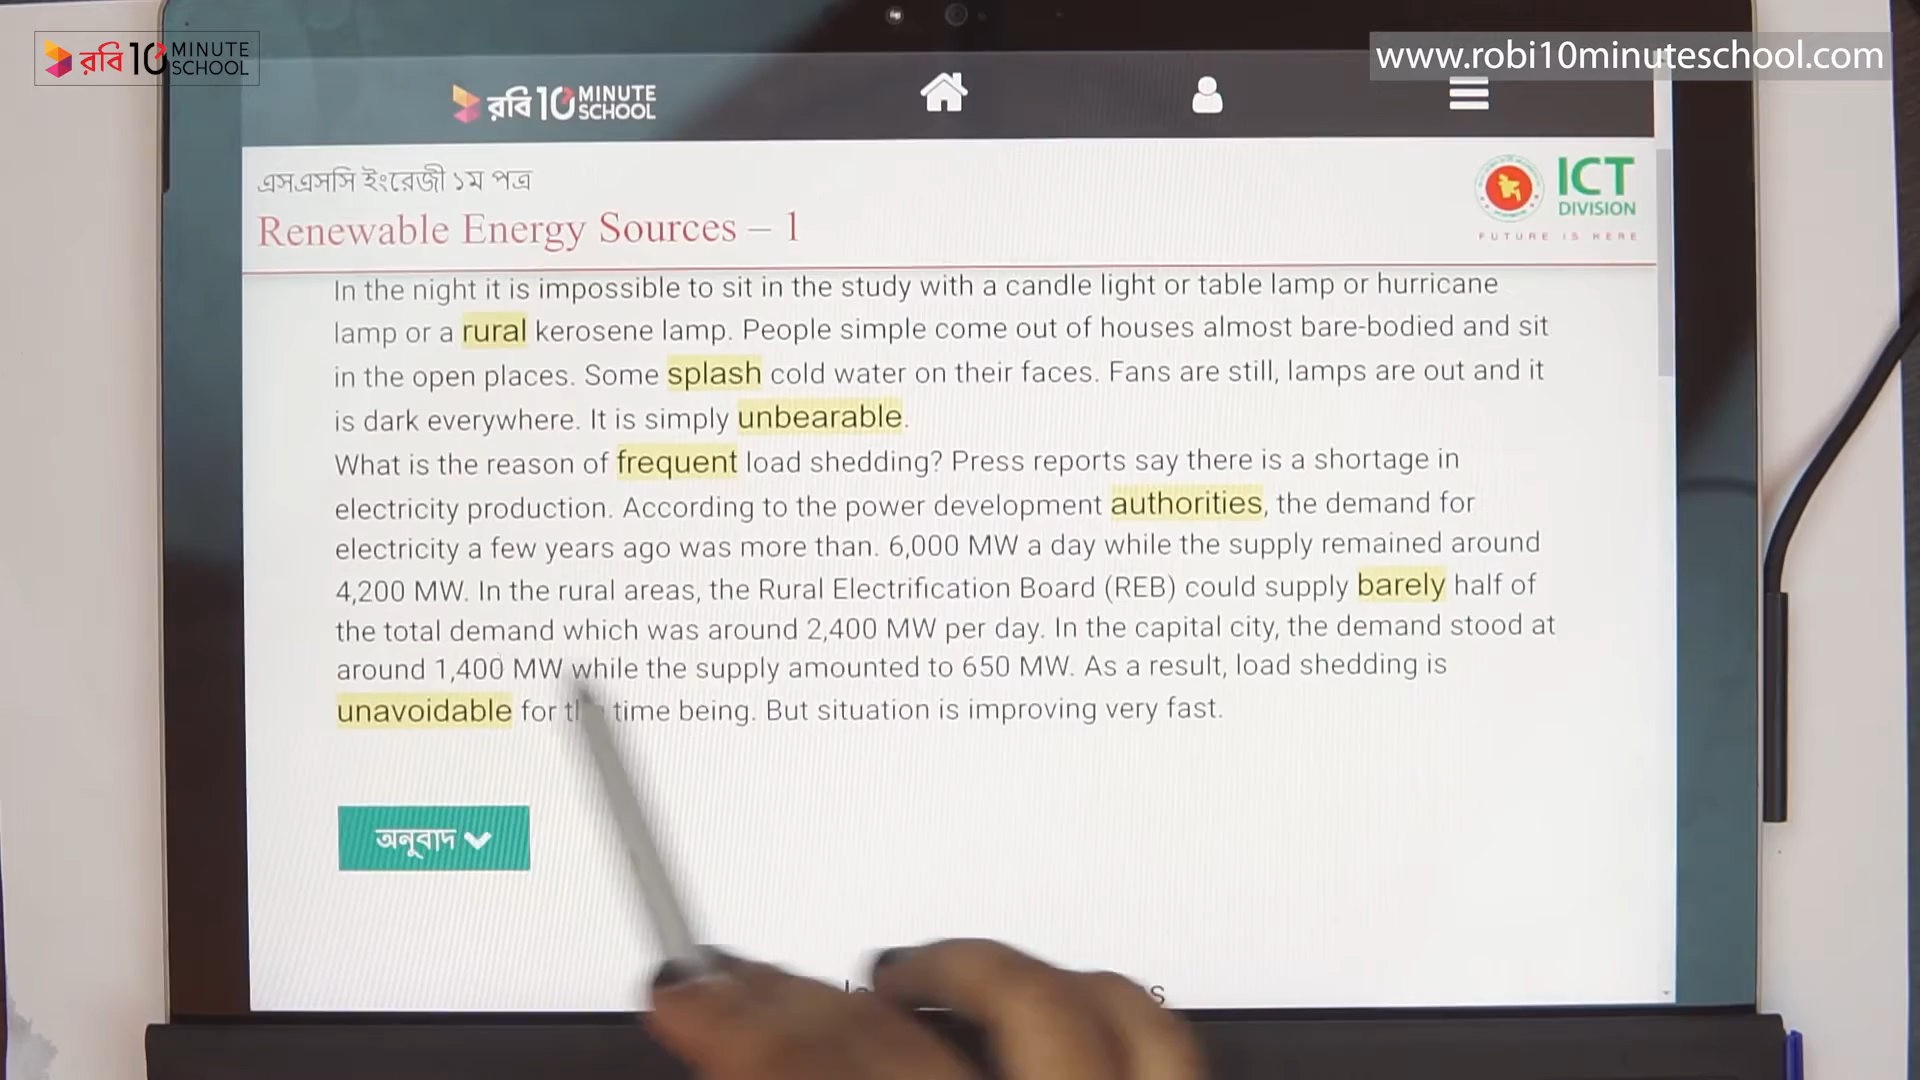 রবি 10 MINUTE SCHOOL
www.robi10minuteschool.com
রবি 10 MINUTE SCHOOL
এসএসসি ইংরেজী ১ম পত্র
ICT
DIVISION
FUTURE IS HERE
Renewable Energy Sources – 1
In the night it is impossible to sit in the study with a candle light or table lamp or hurricane
lamp or a rural kerosene lamp. People simple come out of houses almost bare-bodied and sit
in the open places. Some splash cold water on their faces. Fans are still, lamps are out and it
is dark everywhere. It is simply unbearable.
What is the reason of frequent load shedding? Press reports say there is a shortage in
electricity production. According to the power development authorities, the demand for
electricity a few years ago was more than. 6,000 MW a day while the supply remained around
4,200 MW. In the rural areas, the Rural Electrification Board (REB) could supply barely half of
the total demand which was around 2,400 MW per day. In the capital city, the demand stood at
around 1,400 MW while the supply amounted to 650 MW. As a result, load shedding is
unavoidable for the time being. But situation is improving very fast.
অনুবাদ